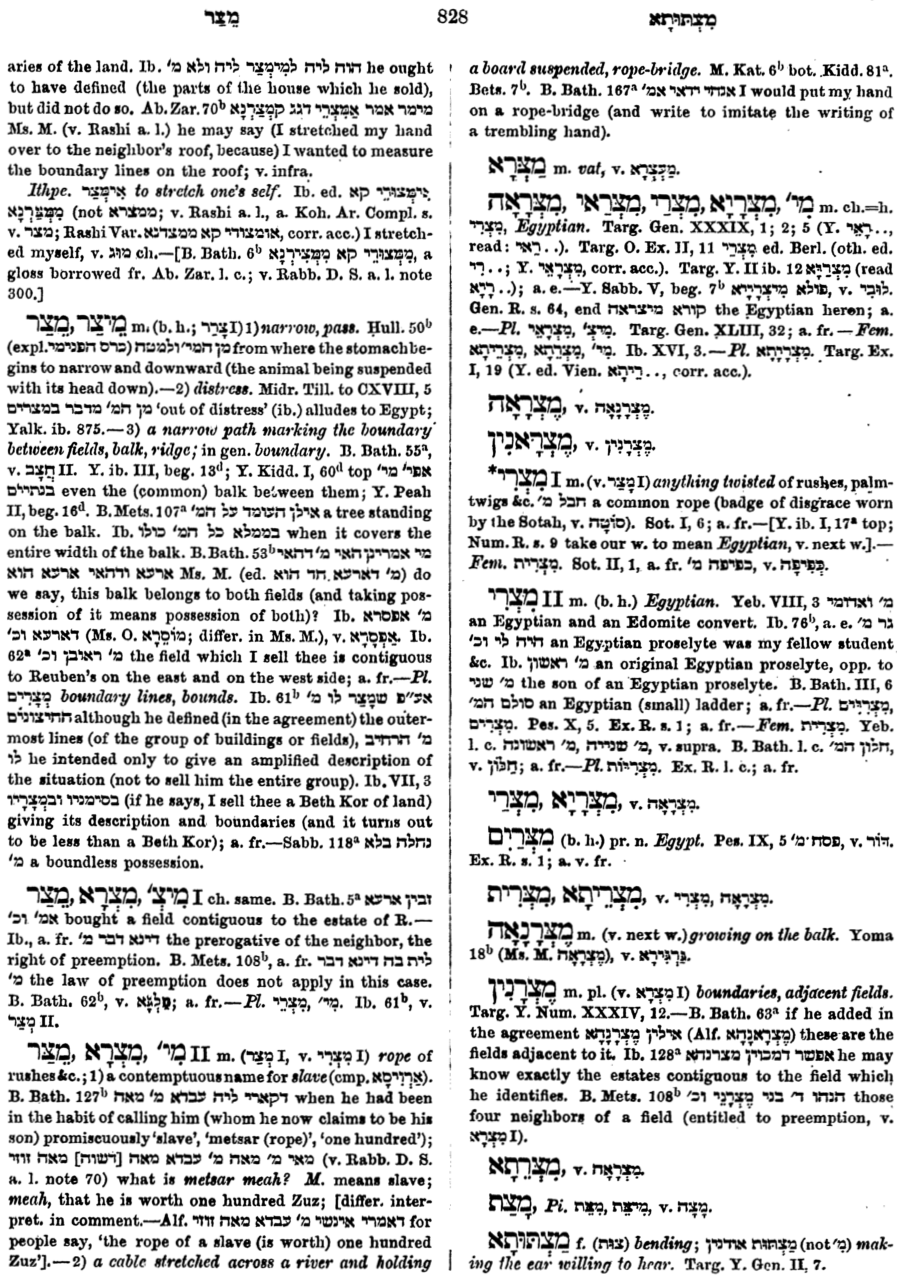 מֵצַר 828 מַצְּתוּתָא
aries of the land. Ib. הוה ליה למימצר ליה ולא מ׳ he ought
to have defined (the parts of the house which he sold),
but did not do so. Ab. Zar. 70ᵇ מימר אמר אַמְצְרֵי דגג קמצרנא
Ms. M. (v. Rashi a. l.) he may say (I stretched my hand
over to the neighbor's roof, because) I wanted to measure
the boundary lines on the roof; v. infra.
Ithpe. אִימְּצַר to stretch one's self. Ib. ed. אימצורי קא
(not ממצרא; v. Rashi a. l., a. Koh. Ar. Compl. s.
v. מצר; Rashi Var. אומצודי קא ממצדנא, corr. acc.) I stretch-
ed myself, v. מוּג ch.—[B. Bath. 6ᵇ a
gloss borrowed fr. Ab. Zar. l. c.; v. Rabb. D. S. a. l. note
300.]
מֵיצַר, מֵצַר m. (b. h.; צָרַר I) 1) narrow, pass. Ḥull. 50ᵇ
(expl. כרס הפנימי) מן המ׳ ולמטה from where the stomach be-
gins to narrow and downward (the animal being suspended
with its head down).—2) distress. Midr. Till. to CXVIII, 5
מן המ׳ מדבר במצרים 'out of distress' (ib.) alludes to Egypt;
Yalk. ib. 875.—3) a narrow path marking the boundary
between fields, balk, ridge; in gen. boundary. B. Bath. 55ᵃ,
v. חָצָב II. Y. ib. III, beg. 13ᵈ; Y. Kidd. I, 60ᵈ top אפי׳ מ׳
בנתיים even the (common) balk between them; Y. Peah
II, beg. 16ᵈ. B. Mets. 107ᵃ אילן העומד על המ׳ a tree standing
on the balk. Ib. בממלא כל המ׳ כולו when it covers the
entire width of the balk. B. Bath. 53ᵇ מי אמרינן האי מ׳ דהאי
ארעא ודהאי ארעא הוא Ms. M. (ed. מ׳ דארעא חד הוא) do
we say, this balk belongs to both fields (and taking pos-
session of it means possession of both)? Ib. מ׳ אפסרא
דארעא וכ׳ (Ms. O. מוֹסֵרָא; differ. in Ms. M.), v. אַפְסָרָא. Ib.
62ᵃ מ׳ ראובן וכ׳ the field which I sell thee is contiguous
to Reuben's on the east and on the west side; a. fr.—Pl.
מְצָרִים boundary lines, bounds. Ib. 61ᵇ אע״פ שמצר לו מ׳
החיצונים although he defined (in the agreement) the outer-
most lines (of the group of buildings or fields), מ׳ הרחיב
לו he intended only to give an amplified description of
the situation (not to sell him the entire group). Ib. VII, 3
בסימניו ובמצריו (if he says, I sell thee a Beth Kor of land)
giving its description and boundaries (and it turns out
to be less than a Beth Kor); a. fr.—Sabb. 118ᵃ נחלה בלא
מ׳ a boundless possession.
מִיצְ׳, מִצְרָא, מֵצַר I ch. same. B. Bath. 5ᵃ זבין ארעא
אמ׳ וכ׳ bought a field contiguous to the estate of R.—
Ib., a. fr. דינא דבר מ׳ the prerogative of the neighbor, the
right of preemption. B. Mets. 108ᵇ, a. fr. לית בה דינא דבר
מ׳ the law of preemption does not apply in this case.
B. Bath. 62ᵇ, v. פַּלְגָּא; a. fr.—Pl. מִי׳, מִצְרֵי. Ib. 61ᵇ, v.
מְצַר II.
מִי׳, מִצְרָא, מֵצַר II m. (מְצַר I, v. מִצְרִי I) rope of
rushes &c.; 1) a contemptuous name for slave (cmp. אַרְוִיסָא).
B. Bath. 127ᵇ דקארי ליה עבדא מ׳ מאה when he had been
in the habit of calling him (whom he now claims to be his
son) promiscuously 'slave', 'metsar (rope)', 'one hundred');
מאי מ׳ מאה מ׳ עבדא מאה [דשוה] מאה זוזי (v. Rabb. D. S.
a. l. note 70) what is metsar meah? M. means slave;
meah, that he is worth one hundred Zuz; [differ. inter-
pret. in comment.—Alf. דאמרי אינשי מ׳ עבדא מאה זוזי for
people say, 'the rope of a slave (is worth) one hundred
Zuz'].—2) a cable stretched across a river and holding
a board suspended, rope-bridge. M. Kat. 6ᵇ bot. Kidd. 81ᵃ.
Bets. 7ᵇ. B. Bath. 167ᵃ אנחי ידאי אמ׳ I would put my hand
on a rope-bridge (and write to imitate the writing of
a trembling hand).
מַצְּרָא m. vat, v. מַעְצְרָא.
מִי׳, מִצְרָיָא, מִצְרַי, מִצְרָאִי, מִצְרָאָה m. ch.=h.
מִצְרִי, Egyptian. Targ. Gen. XXXIX, 1; 2; 5 (Y. ..רָאֵי,
read: ..רָאִי). Targ. O. Ex. II, 11 מִצְרַי ed. Berl. (oth. ed.
..רִי; Y. מִצְרָאֵי, corr. acc.). Targ. Y. II ib. 12 מִצְרַיָּא (read
..רָיָא); a. e.—Y. Sabb. V, beg. 7ᵇ פולא מיצרייא, v. לוּבִי.
Gen. R. s. 64, end קורא מיצראה the Egyptian heron; a.
e.—Pl. מִיצְ׳, מִצְרָאֵי. Targ. Gen. XLIII, 32; a. fr.—Fem.
מִי׳, מִצְרָתָא, מִצְרֵיתָא. Ib. XVI, 3.—Pl. מִצְרָיָתָא. Targ. Ex.
I, 19 (Y. ed. Vien. ..רַיְתָא, corr. acc.).
מְצְרָאָה, v. מְצְרָנָאָה.
מְצְרָאנִין, v. מְצְרָנִין.
*מִצְרִי I m. (v. מְצַר I) anything twisted of rushes, palm-
twigs &c. חבל מ׳ a common rope (badge of disgrace worn
by the Sotah, v. סוֹטָה). Sot. I, 6; a. fr.—[Y. ib. I, 17ᵃ top;
Num. R. s. 9 take our w. to mean Egyptian, v. next w.].—
Fem. מִצְרִית. Sot. II, 1, a. fr. כפיפה מ׳, v. כְּפִיפָה.
מִצְרִי II m. (b. h.) Egyptian. Yeb. VIII, 3 מ׳ ואדומי
an Egyptian and an Edomite convert. Ib. 76ᵇ, a. e. גר מ׳
היה לי וכ׳ an Egyptian proselyte was my fellow student
&c. Ib. מ׳ ראשון an original Egyptian proselyte, opp. to
מ׳ שני the son of an Egyptian proselyte. B. Bath. III, 6
סולם המ׳ an Egyptian (small) ladder; a. fr.—Pl. מִצְרִיִּים,
מִצְרִים. Pes. X, 5. Ex. R. s. 1; a. fr.—Fem. מִצְרִית. Yeb.
l. c. מ׳ שנייה, מ׳ ראשונה, v. supra. B. Bath. l. c. חלון המ׳,
v. חַלּוֹן; a. fr.—Pl. מִצְרִיּוֹת. Ex. R. l. c.; a. fr.
מִצְרָיָא, מִצְרַי, v. מִצְרָאָה.
מִצְרַיִם (b. h.) pr. n. Egypt. Pes. IX, 5 פסח מ׳, v. דּוֹר.
Ex. R. s. 1; a. v. fr.
מִצְרֵיתָא, מִצְרִית, v. מִצְרִי, מִצְרָאָה.
מְצְרָנָאָה m. (v. next w.) growing on the balk. Yoma
18ᵇ (Ms. M. מְצְרָאָה), v. גַּרְגִּירָא.
מְצְרָנִין m. pl. (v. מִצְרָא I) boundaries, adjacent fields.
Targ. Y. Num. XXXIV, 12.—B. Bath. 63ᵃ if he added in
the agreement אילין מצרנהא (Alf. מצראנהא) these are the
fields adjacent to it. Ib. 128ᵃ אפשר דמכוין מצרנהא he may
know exactly the estates contiguous to the field which
he identifies. B. Mets. 108ᵇ הנהו ד׳ בני מצרני וכ׳ those
four neighbors of a field (entitled to preemption, v.
מִצְרָא I).
מִצְרֵתָא, v. מִצְרָאָה.
מָצַת, Pi. מִיצֵּת, מִצֵּת, v. מָצָה.
מַצְּתוּתָא f. (צות) bending; מַצְּתוּת אודנין (not מִ׳) mak-
ing the ear willing to hear. Targ. Y. Gen. II, 7.